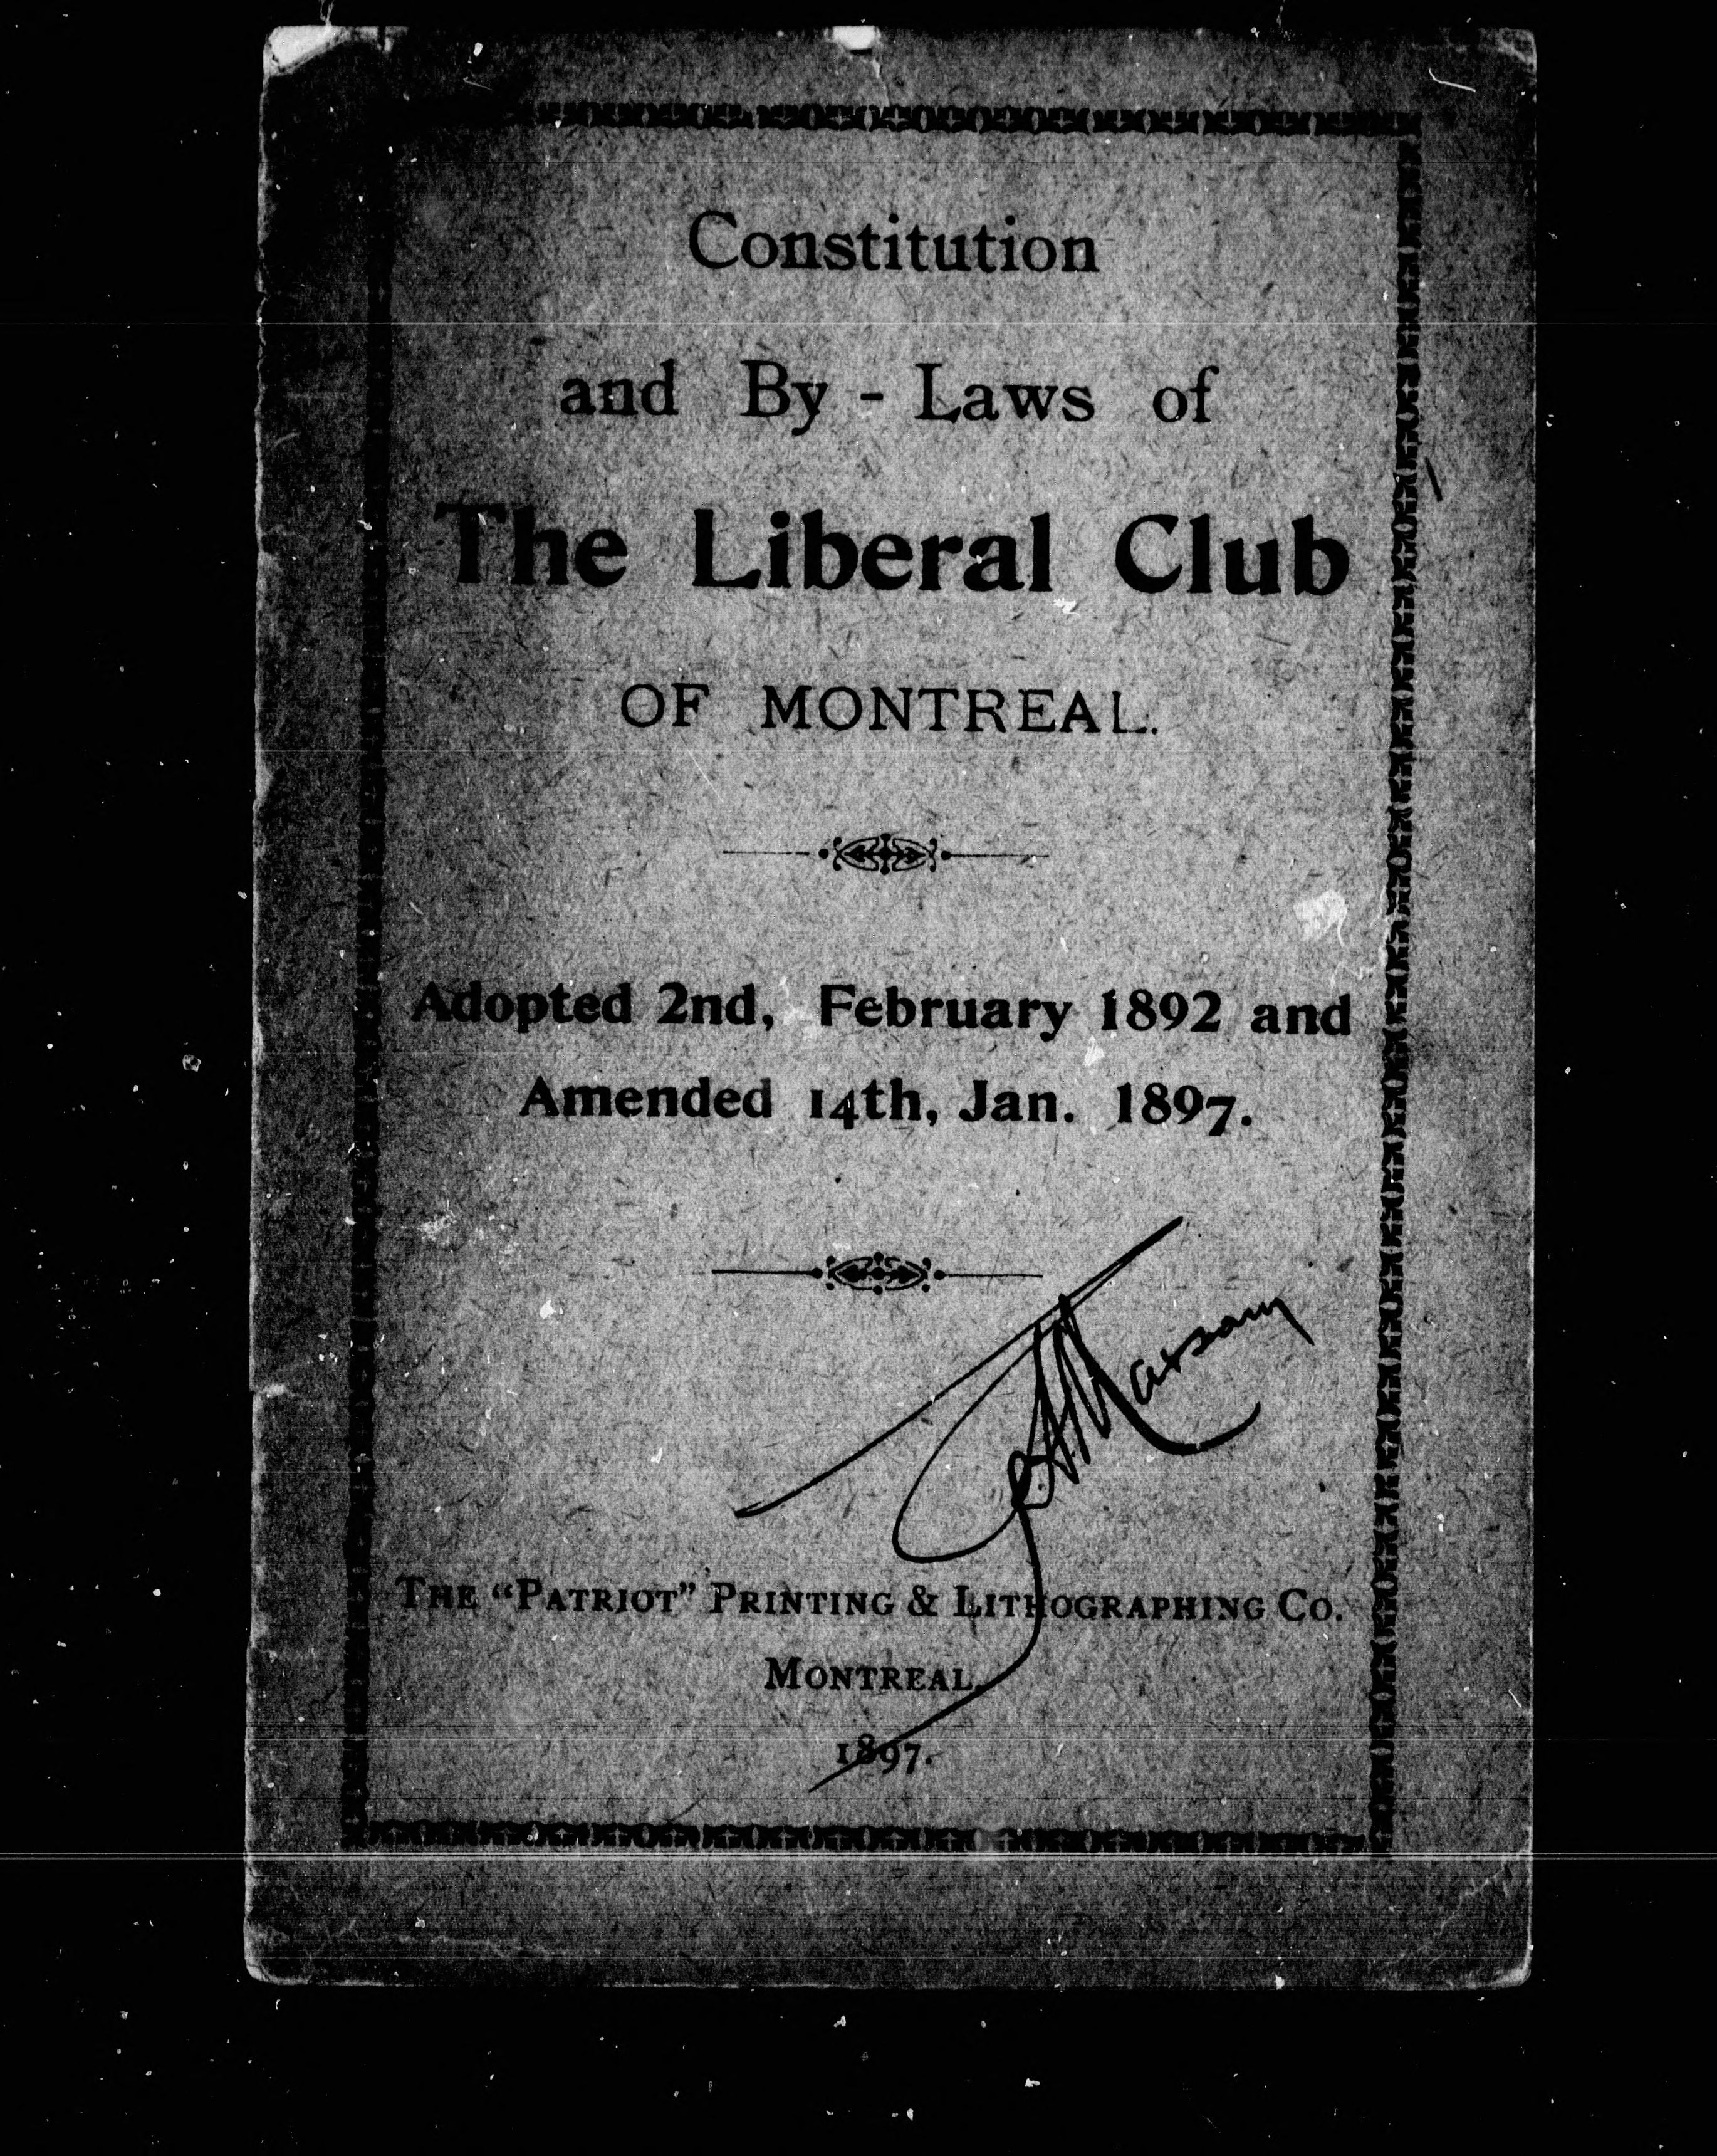 Constitution
and By - Laws of
The Liberal Club
OF MONTREAL.
Adopted 2nd, February 1892 and
Amended 14th, Jan. 1897.
THE "PATRIOT" PRINTING & LITHOGRAPHING CO.
MONTREAL.
1897.